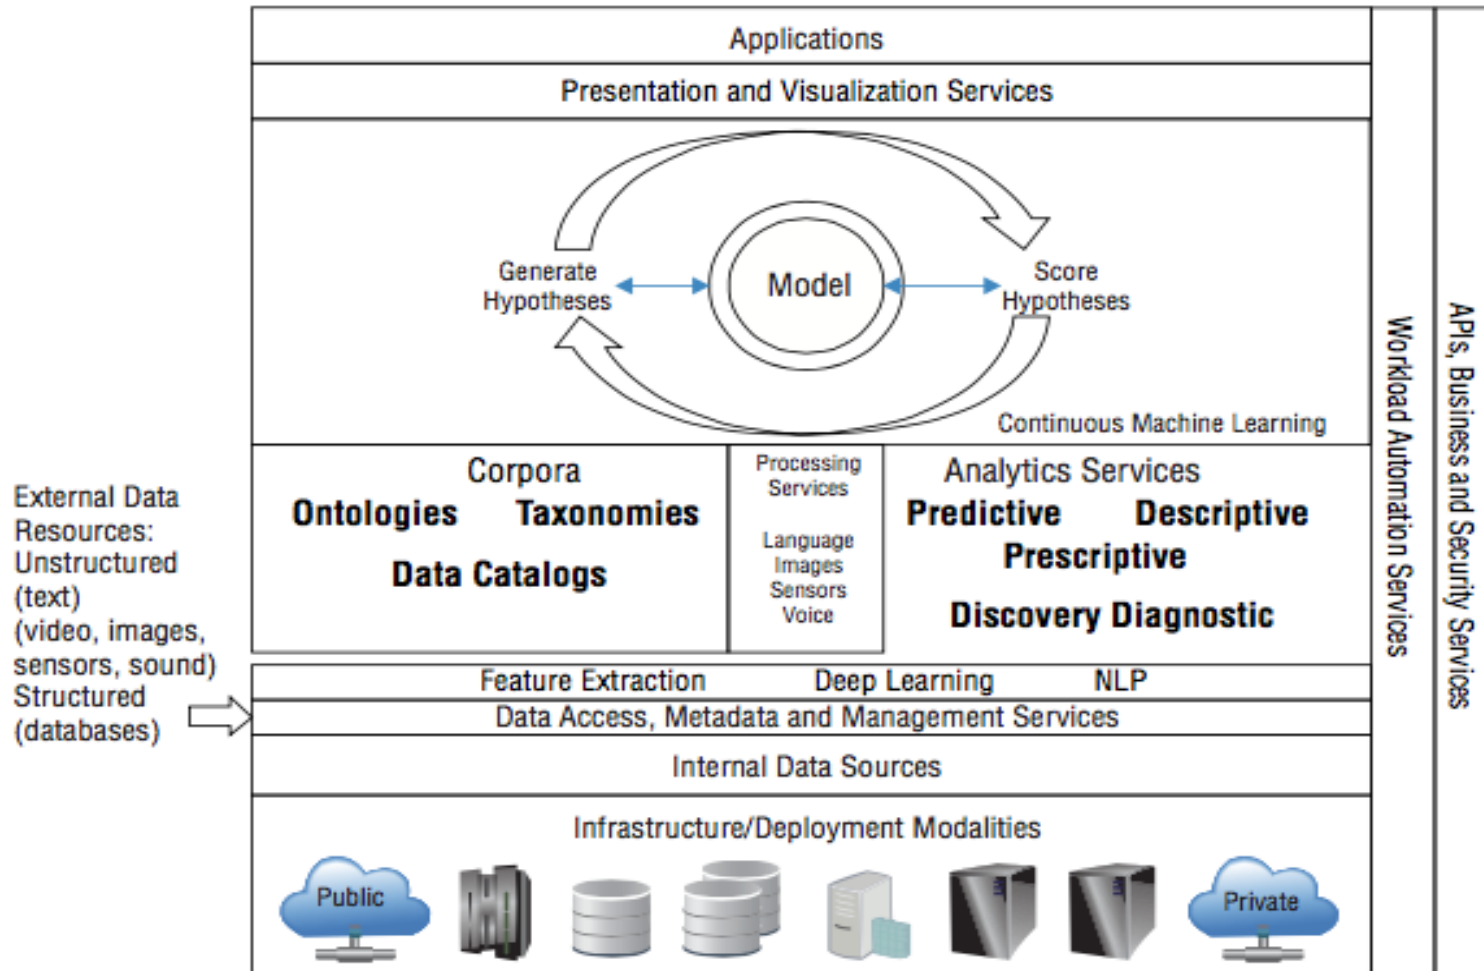 Applications
Presentation and Visualization Services
Generate
Hypotheses
Model
Score
Hypotheses
Continuous Machine Learning
Corpora
Ontologies Taxonomies
Data Catalogs
Processing
Services
Language
Images
Sensors
Voice
Analytics Services
Predictive Descriptive
Prescriptive
Discovery Diagnostic
External Data
Resources:
Unstructured
(text)
(video, images,
sensors, sound)
Structured
(databases)
Feature Extraction Deep Learning NLP
Data Access, Metadata and Management Services
Internal Data Sources
Infrastructure/Deployment Modalities
Public
Private
Workload Automation Services
APIs, Business and Security Services